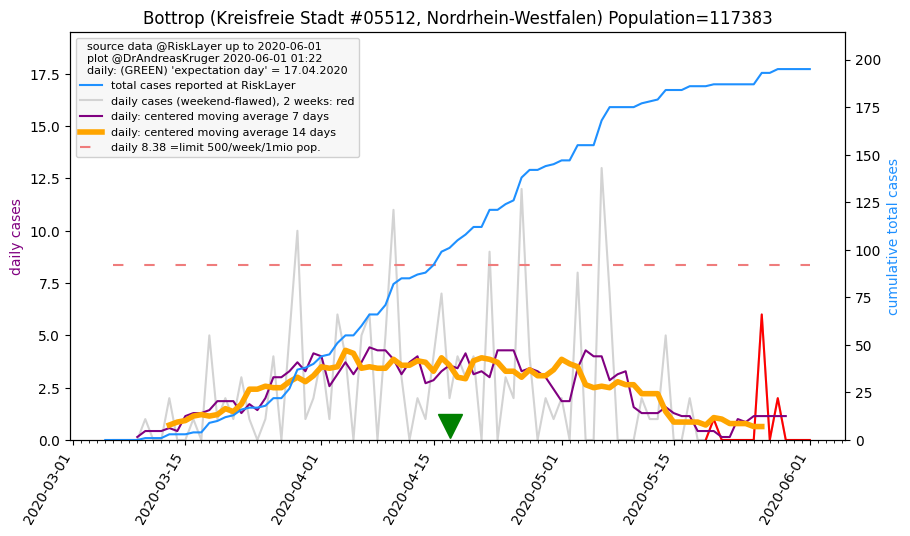 Bottrop (Kreisfreie Stadt #05512, Nordrhein-Westfalen) Population=117383
source data @RiskLayer up to 2020-06-01
plot @DrAndreasKruger 2020-06-01 01:22
daily: (GREEN) 'expectation day' = 17.04.2020
total cases reported at RiskLayer
daily cases (weekend-flawed), 2 weeks: red
daily: centered moving average 7 days
daily: centered moving average 14 days
daily 8.38 =limit 500/week/1mio pop.
daily cases
17.5
15.0
12.5
10.0
7.5
5.0
2.5
0.0
200
175
150
125
100
75
50
25
0
cumulative total cases
2020-03-01
2020-03-15
2020-04-01
2020-04-15
2020-05-01
2020-05-15
2020-06-01